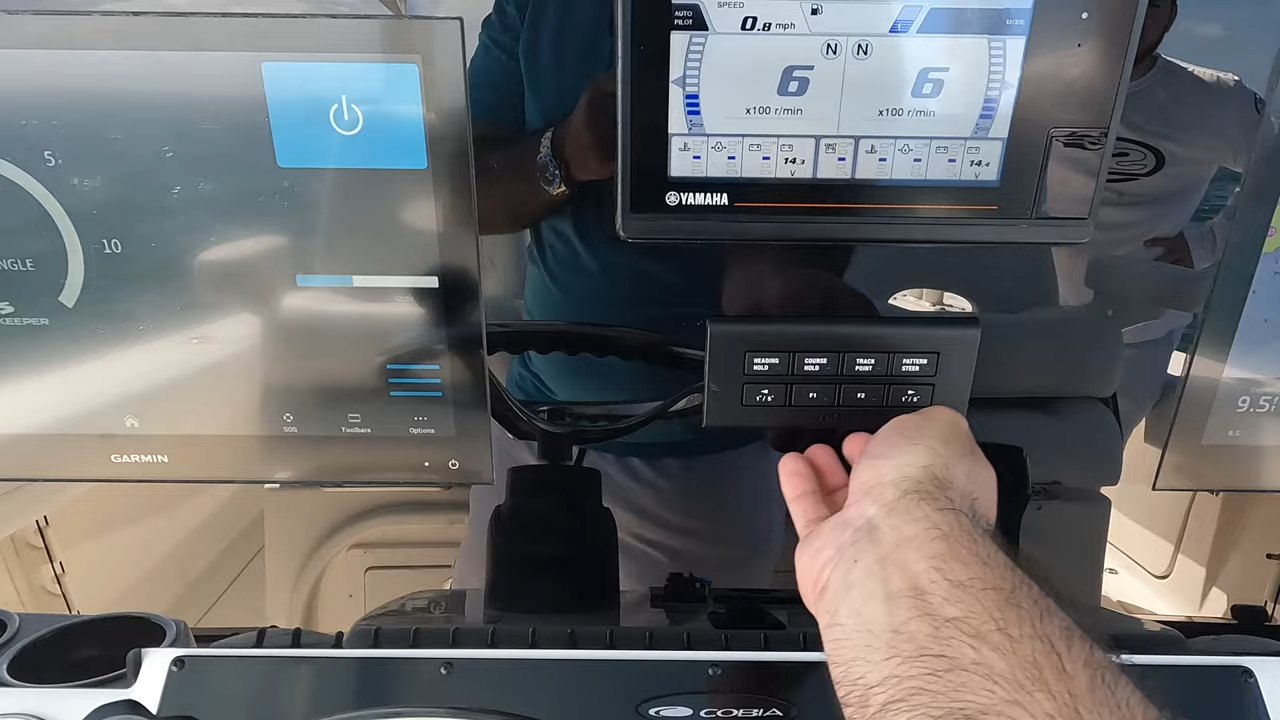 AUTO
PILOT
SPEED
0.8 mph
MODE
N N
6 6
x100 r/min x100 r/min
14.3
V
14.4
V
YAMAHA
5°
10
NGLE
S
KEEPER
SOS
Toolbars
Options
GARMIN
HEADING
HOLD
COURSE
HOLD
TRACK
POINT
PATTERN
STEER
1°/5°
F1
F2
1°/5°
9.5
COBIA